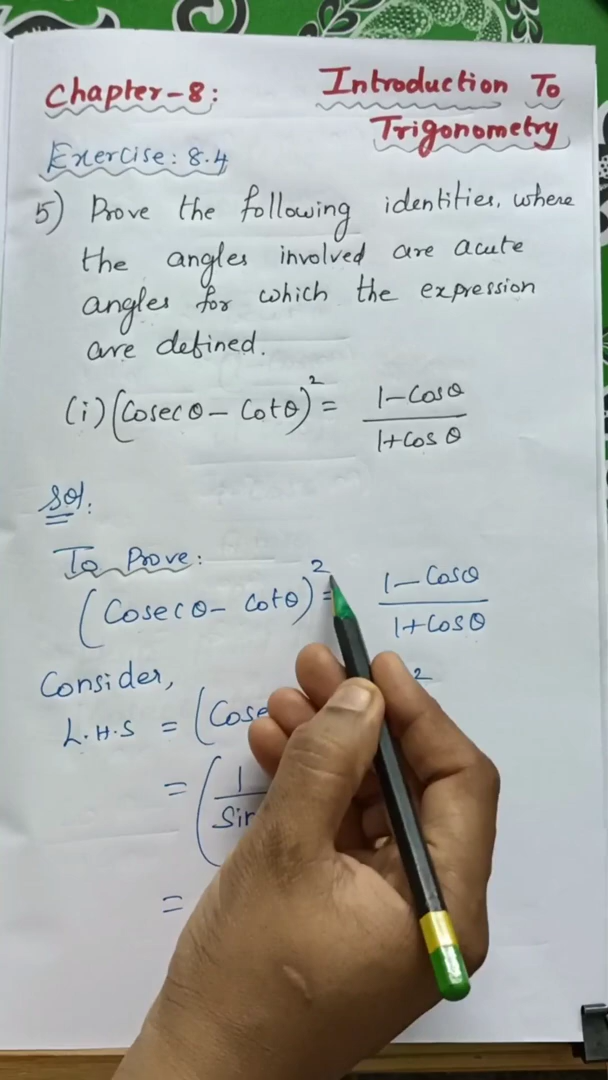 Chapter-8: Introduction To
Trigonometry
Exercise: 8.4
5) Prove the following identities, where
the angles involved are acute
angles for which the expression
are defined.
(i) (Cosecθ - Cotθ)² = 1-Cosθ / 1+Cosθ
Sol.
To Prove:
(Cosecθ - Cotθ)² = 1-Cosθ / 1+Cosθ
Consider,
L.H.S = (Cose 2
= (1 / Sin
=